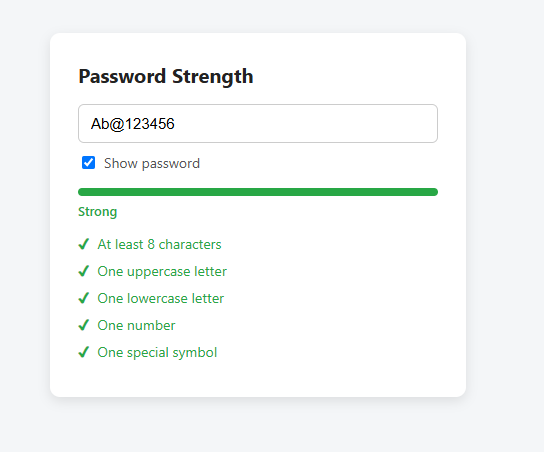 Password Strength
Ab@123456
Show password
Strong
✔ At least 8 characters
✔ One uppercase letter
✔ One lowercase letter
✔ One number
✔ One special symbol